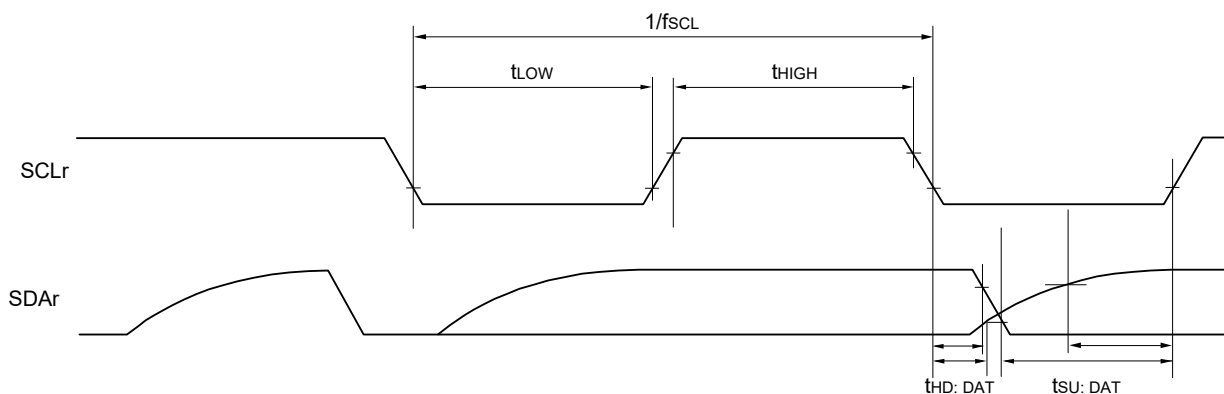 1/fSCL
tLOW
tHIGH
SCLr
SDAr
tHD: DAT
tSU: DAT